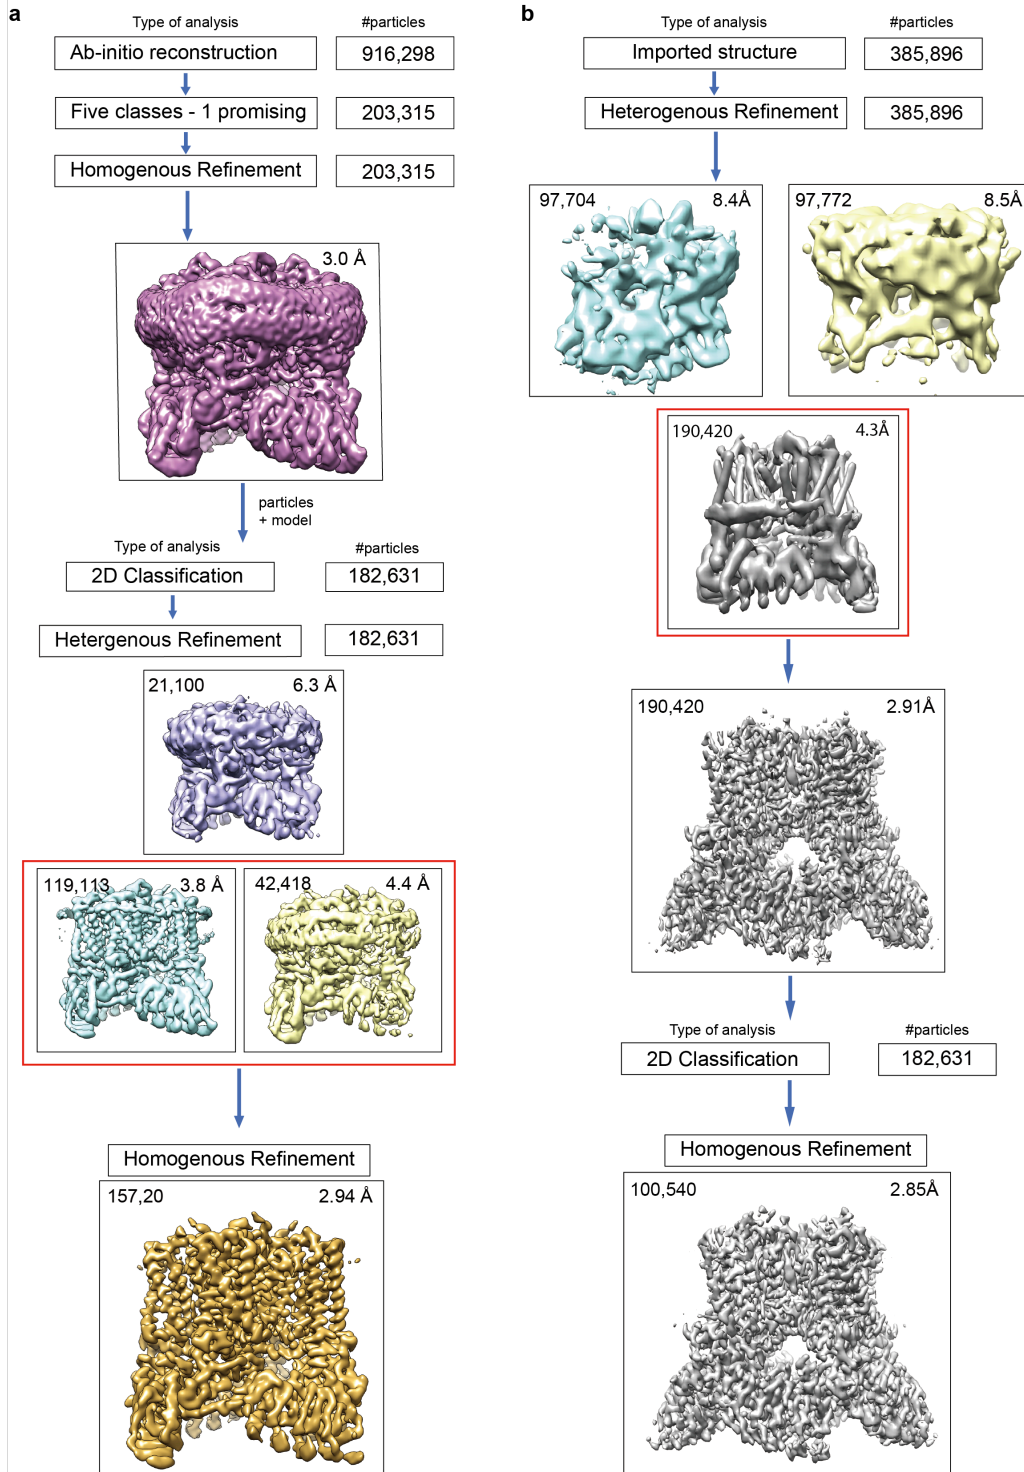 a
Type of analysis
#particles
Ab-initio reconstruction
916,298
Five classes - 1 promising
203,315
Homogenous Refinement
203,315
3.0 Å
particles
+ model
Type of analysis
#particles
2D Classification
182,631
Hetergenous Refinement
182,631
21,100
6.3 Å
119,113
3.8 Å
42,418
4.4 Å
Homogenous Refinement
157,20
2.94 Å
b
Type of analysis
#particles
Imported structure
385,896
Heterogenous Refinement
385,896
97,704
8.4Å
97,772
8.5Å
190,420
4.3Å
190,420
2.91Å
Type of analysis
#particles
2D Classification
182,631
Homogenous Refinement
100,540
2.85Å